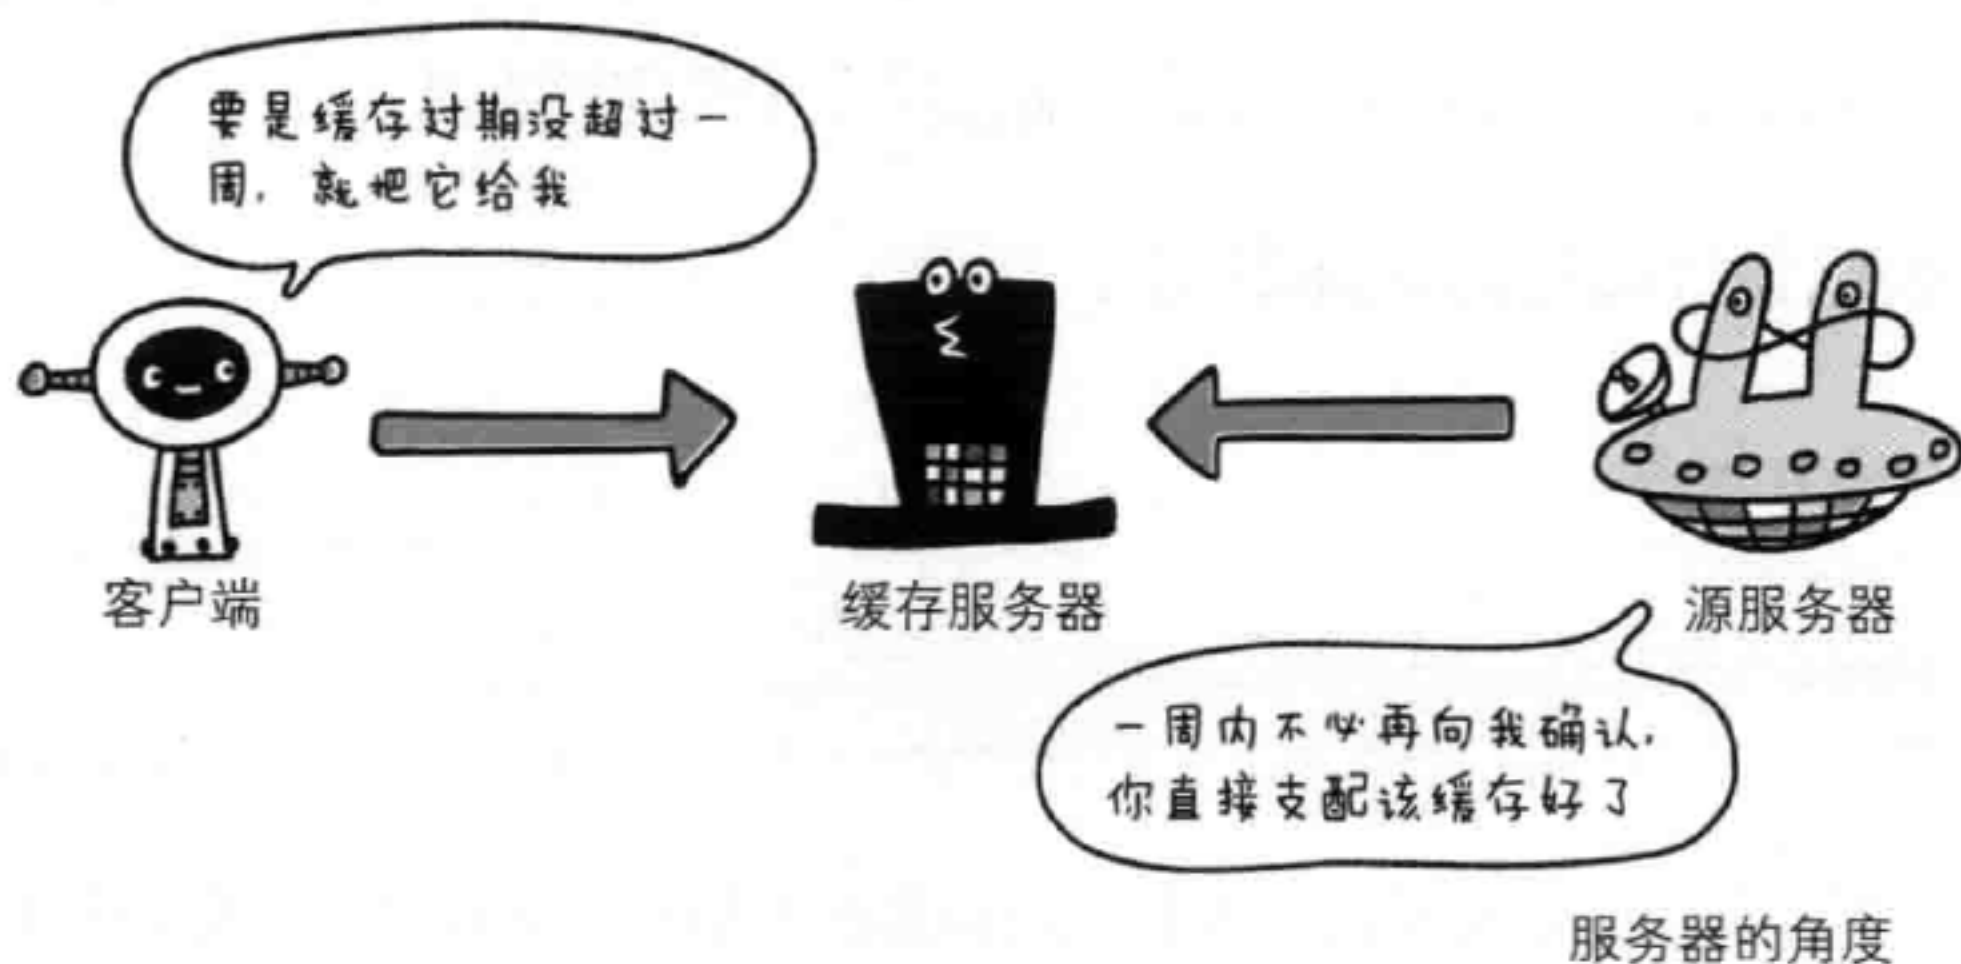 要是缓存过期没超过一
周，就把它给我
客户端
缓存服务器
源服务器
一周内不必再向我确认，
你直接支配该缓存好了
服务器的角度